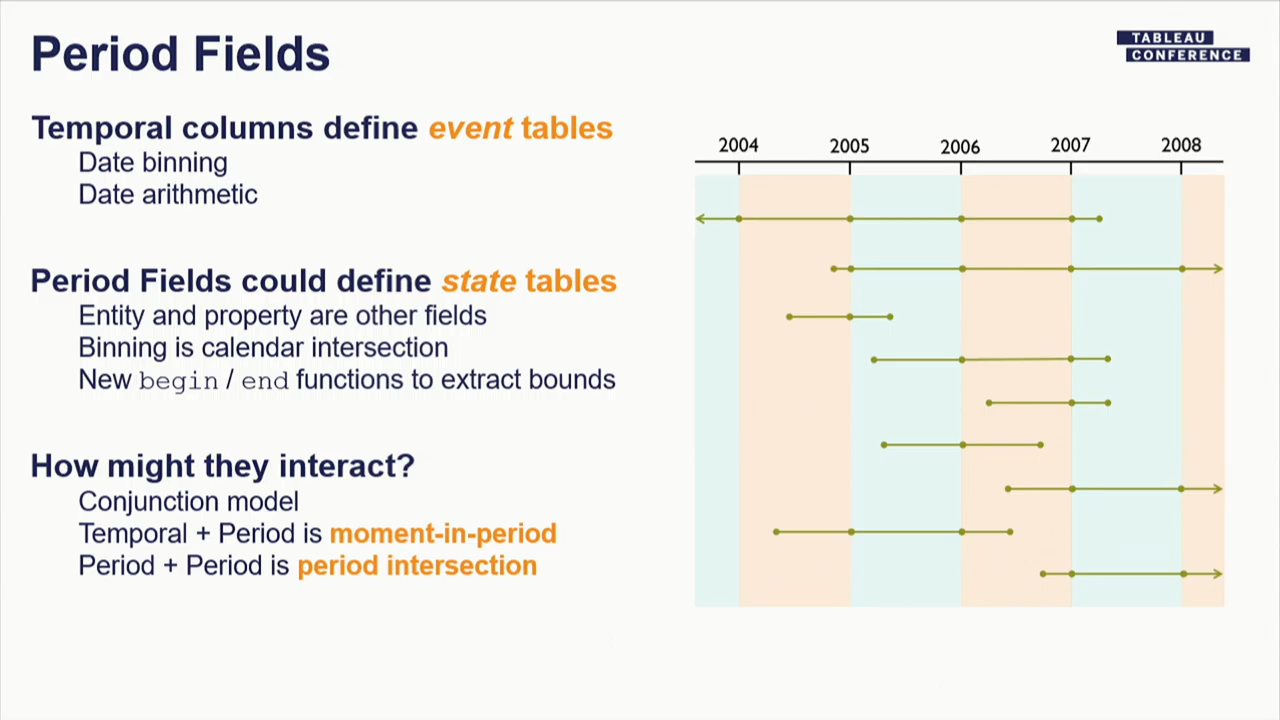 Period Fields
TABLEAU
CONFERENCE
Temporal columns define event tables
Date binning
Date arithmetic
Period Fields could define state tables
Entity and property are other fields
Binning is calendar intersection
New begin / end functions to extract bounds
How might they interact?
Conjunction model
Temporal + Period is moment-in-period
Period + Period is period intersection
2004 2005 2006 2007 2008